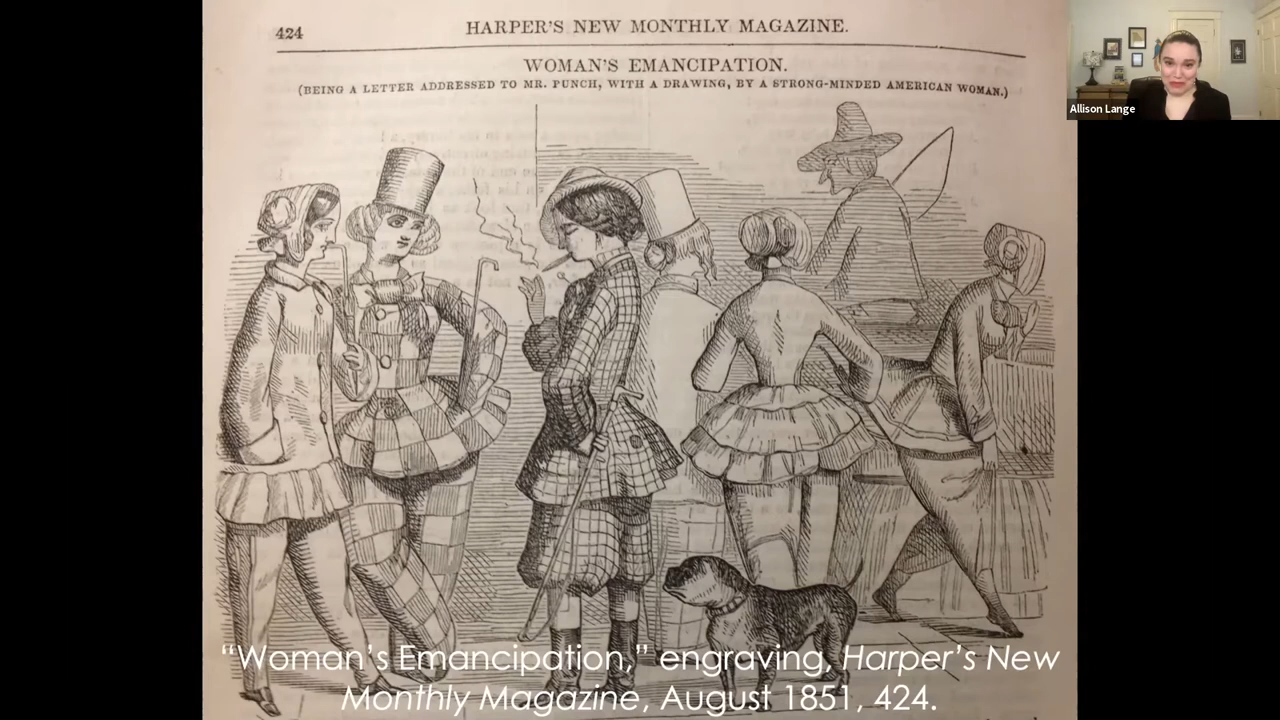 424
HARPER'S NEW MONTHLY MAGAZINE.
WOMAN'S EMANCIPATION.
(BEING A LETTER ADDRESSED TO MR. PUNCH, WITH A DRAWING, BY A STRONG-MINDED AMERICAN WOMAN.)
Allison Lange
“Woman’s Emancipation,” engraving, Harper’s New
Monthly Magazine, August 1851, 424.